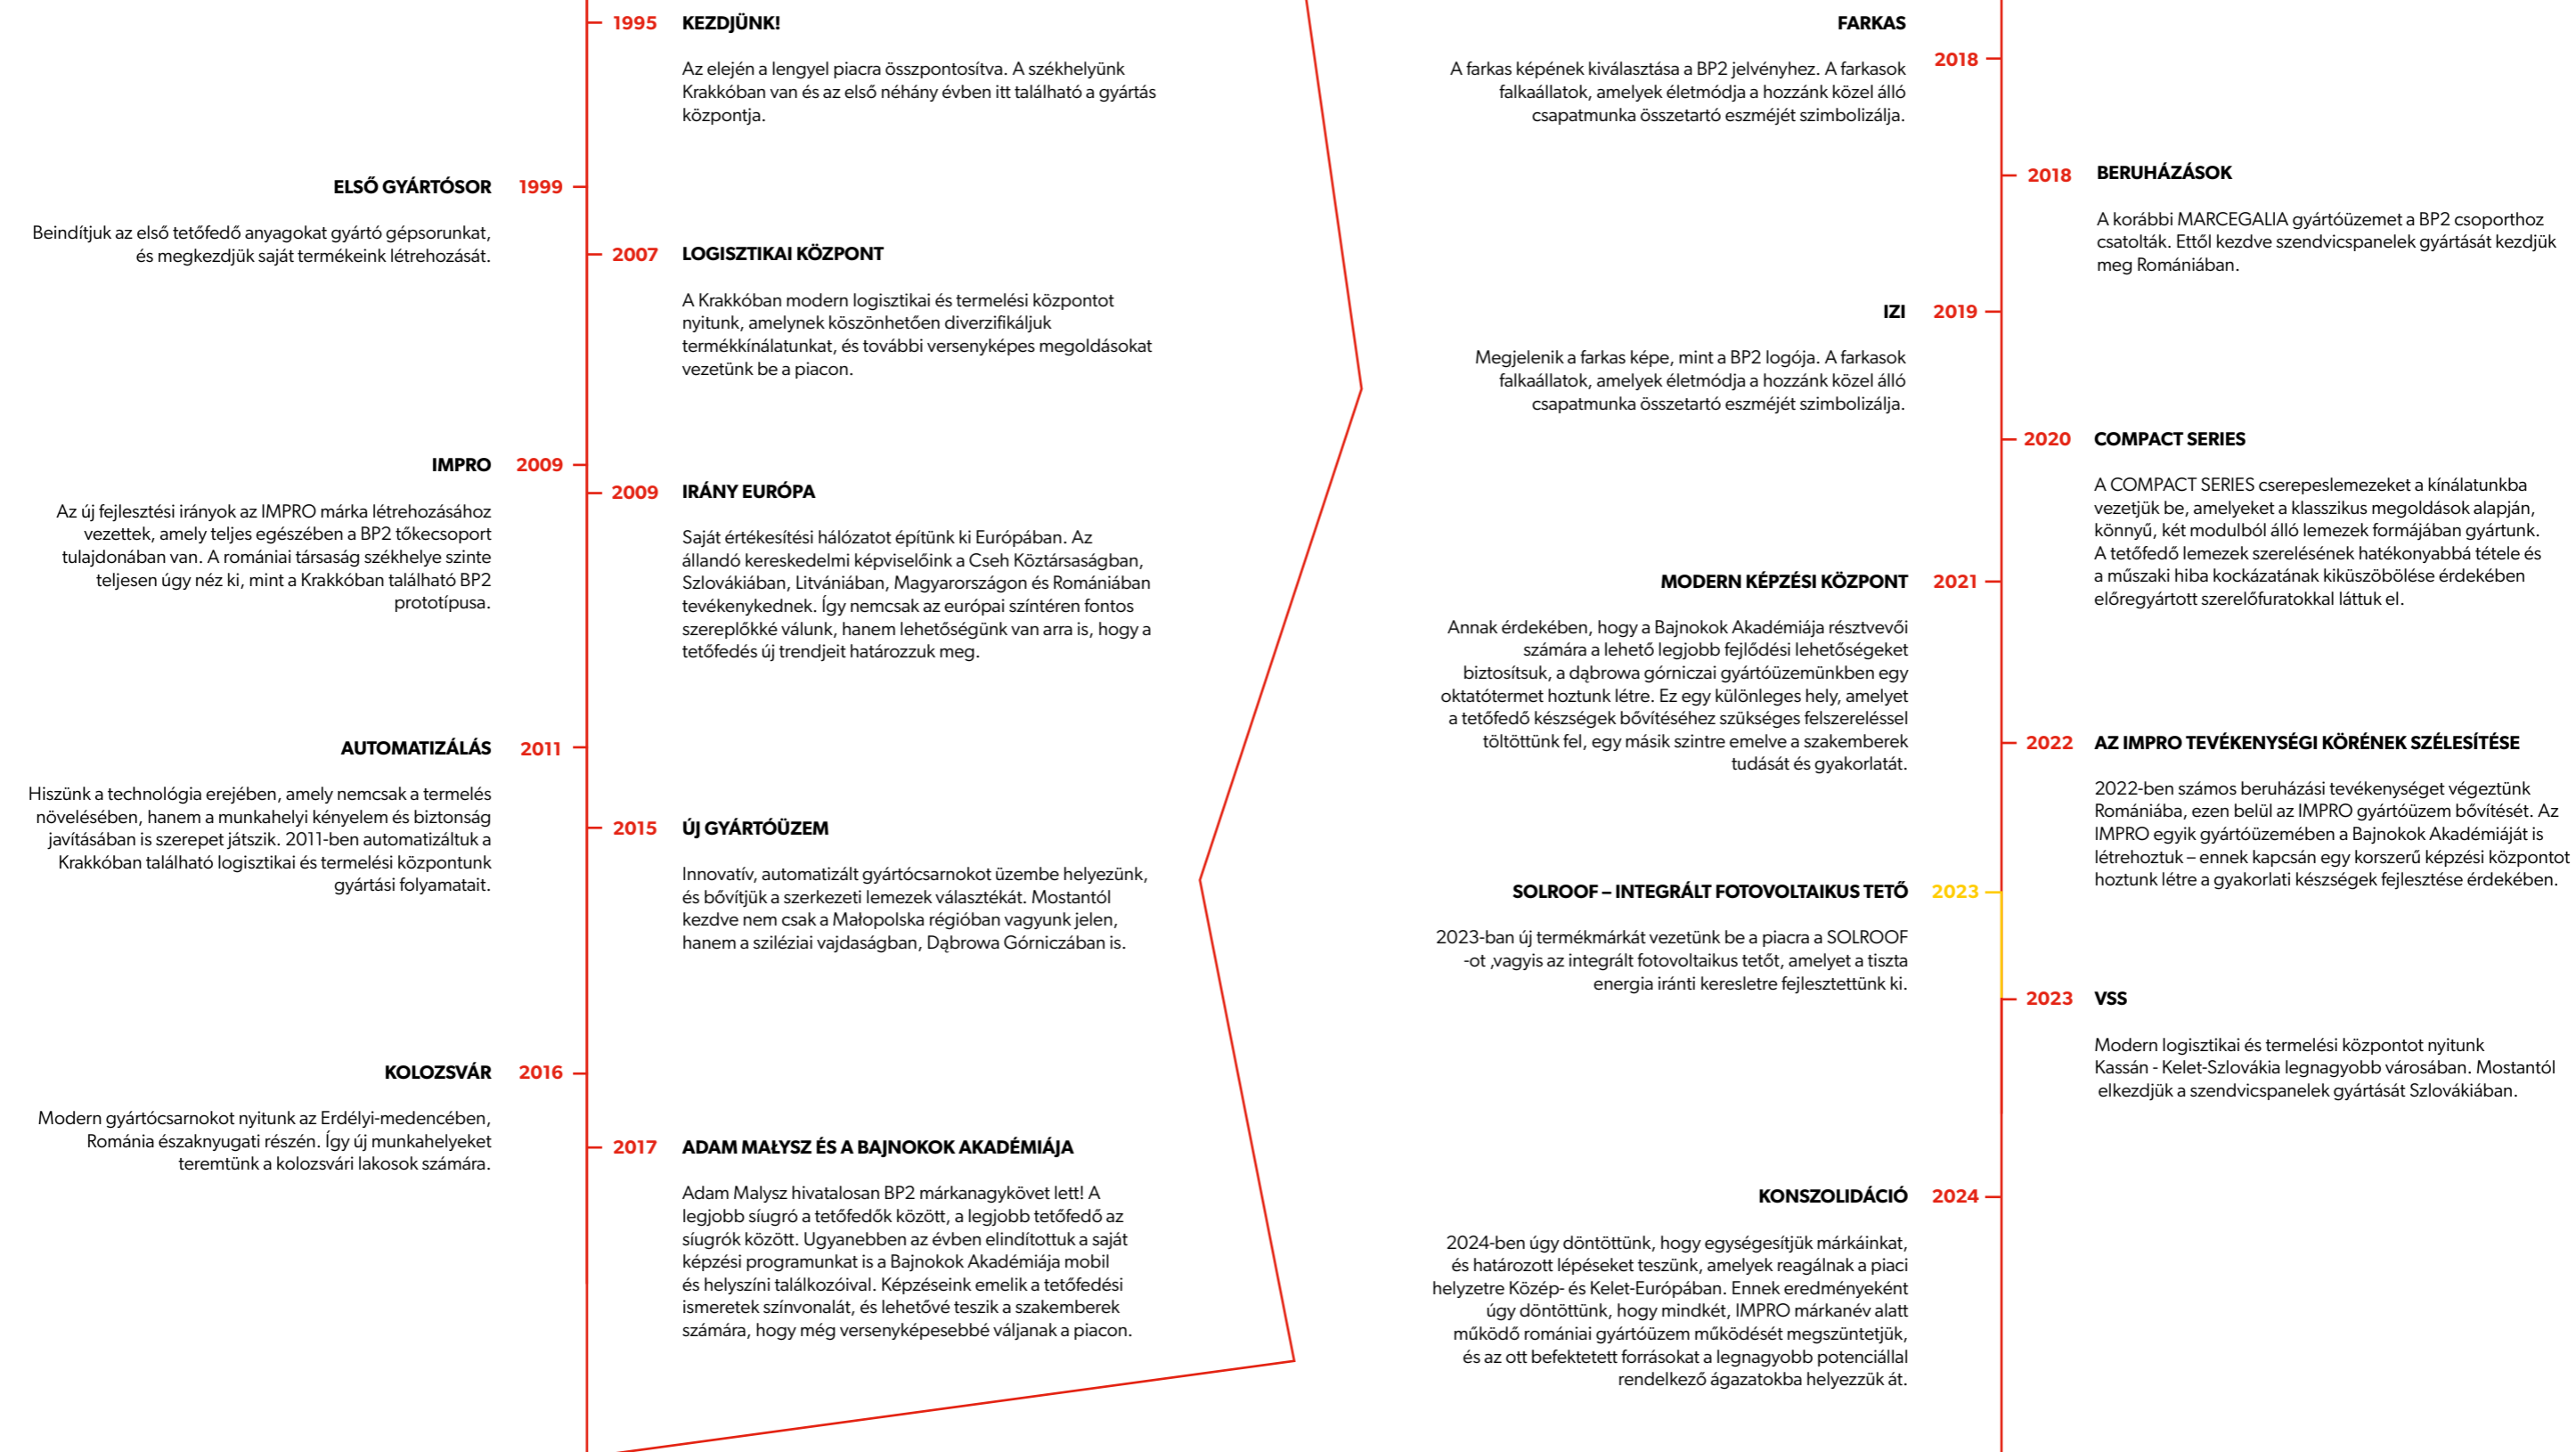 1995 KEZDJÜNK!
Az elején a lengyel piacra összpontosítva. A székhelyünk
Krakkóban van és az első néhány évben itt található a gyártás
központja.
ELSŐ GYÁRTÓSOR 1999
Beindítjuk az első tetőfedő anyagokat gyártó gépsorunkat,
és megkezdjük saját termékeink létrehozását.
2007 LOGISZTIKAI KÖZPONT
A Krakkóban modern logisztikai és termelési központot
nyitunk, amelynek köszönhetően diverzifikáljuk
termékkínálatunkat, és további versenyképes megoldásokat
vezetünk be a piacon.
IMPRO 2009
Az új fejlesztési irányok az IMPRO márka létrehozásához
vezettek, amely teljes egészében a BP2 tőkecsoport
tulajdonában van. A romániai társaság székhelye szinte
teljesen úgy néz ki, mint a Krakkóban található BP2
prototípusa.
2009 IRÁNY EURÓPA
Saját értékesítési hálózatot építünk ki Európában. Az
állandó kereskedelmi képviselőink a Cseh Köztársaságban,
Szlovákiában, Litvániában, Magyarországon és Romániában
tevékenykednek. Így nemcsak az európai színtéren fontos
szereplőkké válunk, hanem lehetőségünk van arra is, hogy a
tetőfedés új trendjeit határozzuk meg.
AUTOMATIZÁLÁS 2011
Hiszünk a technológia erejében, amely nemcsak a termelés
növelésében, hanem a munkahelyi kényelem és biztonság
javításában is szerepet játszik. 2011-ben automatizáltuk a
Krakkóban található logisztikai és termelési központunk
gyártási folyamatait.
2015 ÚJ GYÁRTÓÜZEM
Innovatív, automatizált gyártócsarnokot üzembe helyezünk,
és bővítjük a szerkezeti lemezek választékát. Mostantól
kezdve nem csak a Małopolska régióban vagyunk jelen,
hanem a sziléziai vajdaságban, Dąbrowa Górniczában is.
KOLOZSVÁR 2016
Modern gyártócsarnokot nyitunk az Erdélyi-medencében,
Románia északnyugati részén. Így új munkahelyeket
teremtünk a kolozsvári lakosok számára.
2017 ADAM MAŁYSZ ÉS A BAJNOKOK AKADÉMIÁJA
Adam Malysz hivatalosan BP2 márkanagykövet lett! A
legjobb síugró a tetőfedők között, a legjobb tetőfedő az
síugrók között. Ugyanebben az évben elindítottuk a saját
képzési programunkat is a Bajnokok Akadémiája mobil
és helyszíni találkozóival. Képzéseink emelik a tetőfedési
ismeretek színvonalát, és lehetővé teszik a szakemberek
számára, hogy még versenyképesebbé váljanak a piacon.
FARKAS
2018
A farkas képének kiválasztása a BP2 jelvényhez. A farkasok
falkaállatok, amelyek életmódja a hozzánk közel álló
csapatmunka összetartó eszméjét szimbolizálja.
2018 BERUHÁZÁSOK
A korábbi MARCEGALIA gyártóüzemet a BP2 csoporthoz
csatolták. Ettől kezdve szendvicspanelek gyártását kezdjük
meg Romániában.
IZI 2019
Megjelenik a farkas képe, mint a BP2 logója. A farkasok
falkaállatok, amelyek életmódja a hozzánk közel álló
csapatmunka összetartó eszméjét szimbolizálja.
2020 COMPACT SERIES
A COMPACT SERIES cserepeslemezeket a kínálatunkba
vezetjük be, amelyeket a klasszikus megoldások alapján,
könnyű, két modulból álló lemezek formájában gyártunk.
A tetőfedő lemezek szerelésének hatékonyabbá tétele és
a műszaki hiba kockázatának kiküszöbölése érdekében
előregyártott szerelőfuratokkal láttuk el.
MODERN KÉPZÉSI KÖZPONT 2021
Annak érdekében, hogy a Bajnokok Akadémiája résztvevői
számára a lehető legjobb fejlődési lehetőségeket
biztosítsuk, a dąbrowa górniczai gyártóüzemünkben egy
oktatótermet hoztunk létre. Ez egy különleges hely, amelyet
a tetőfedő készségek bővítéséhez szükséges felszereléssel
töltöttünk fel, egy másik szintre emelve a szakemberek
tudását és gyakorlatát.
2022 AZ IMPRO TEVÉKENYSÉGI KÖRÉNEK SZÉLESÍTÉSE
2022-ben számos beruházási tevékenységet végeztünk
Romániába, ezen belül az IMPRO gyártóüzem bővítését. Az
IMPRO egyik gyártóüzemében a Bajnokok Akadémiáját is
létrehoztuk – ennek kapcsán egy korszerű képzési központot
hoztunk létre a gyakorlati készségek fejlesztése érdekében.
SOLROOF – INTEGRÁLT FOTOVOLTAIKUS TETŐ 2023
2023-ban új termékmárkát vezetünk be a piacra a SOLROOF
-ot ,vagyis az integrált fotovoltaikus tetőt, amelyet a tiszta
energia iránti keresletre fejlesztettünk ki.
2023 VSS
Modern logisztikai és termelési központot nyitunk
Kassán - Kelet-Szlovákia legnagyobb városában. Mostantól
elkezdjük a szendvicspanelek gyártását Szlovákiában.
KONSZOLIDÁCIÓ 2024
2024-ben úgy döntöttünk, hogy egységesítjük márkáinkat,
és határozott lépéseket teszünk, amelyek reagálnak a piaci
helyzetre Közép- és Kelet-Európában. Ennek eredményeként
úgy döntöttünk, hogy mindkét, IMPRO márkanév alatt
működő romániai gyártóüzem működését megszüntetjük,
és az ott befektetett forrásokat a legnagyobb potenciállal
rendelkező ágazatokba helyezzük át.